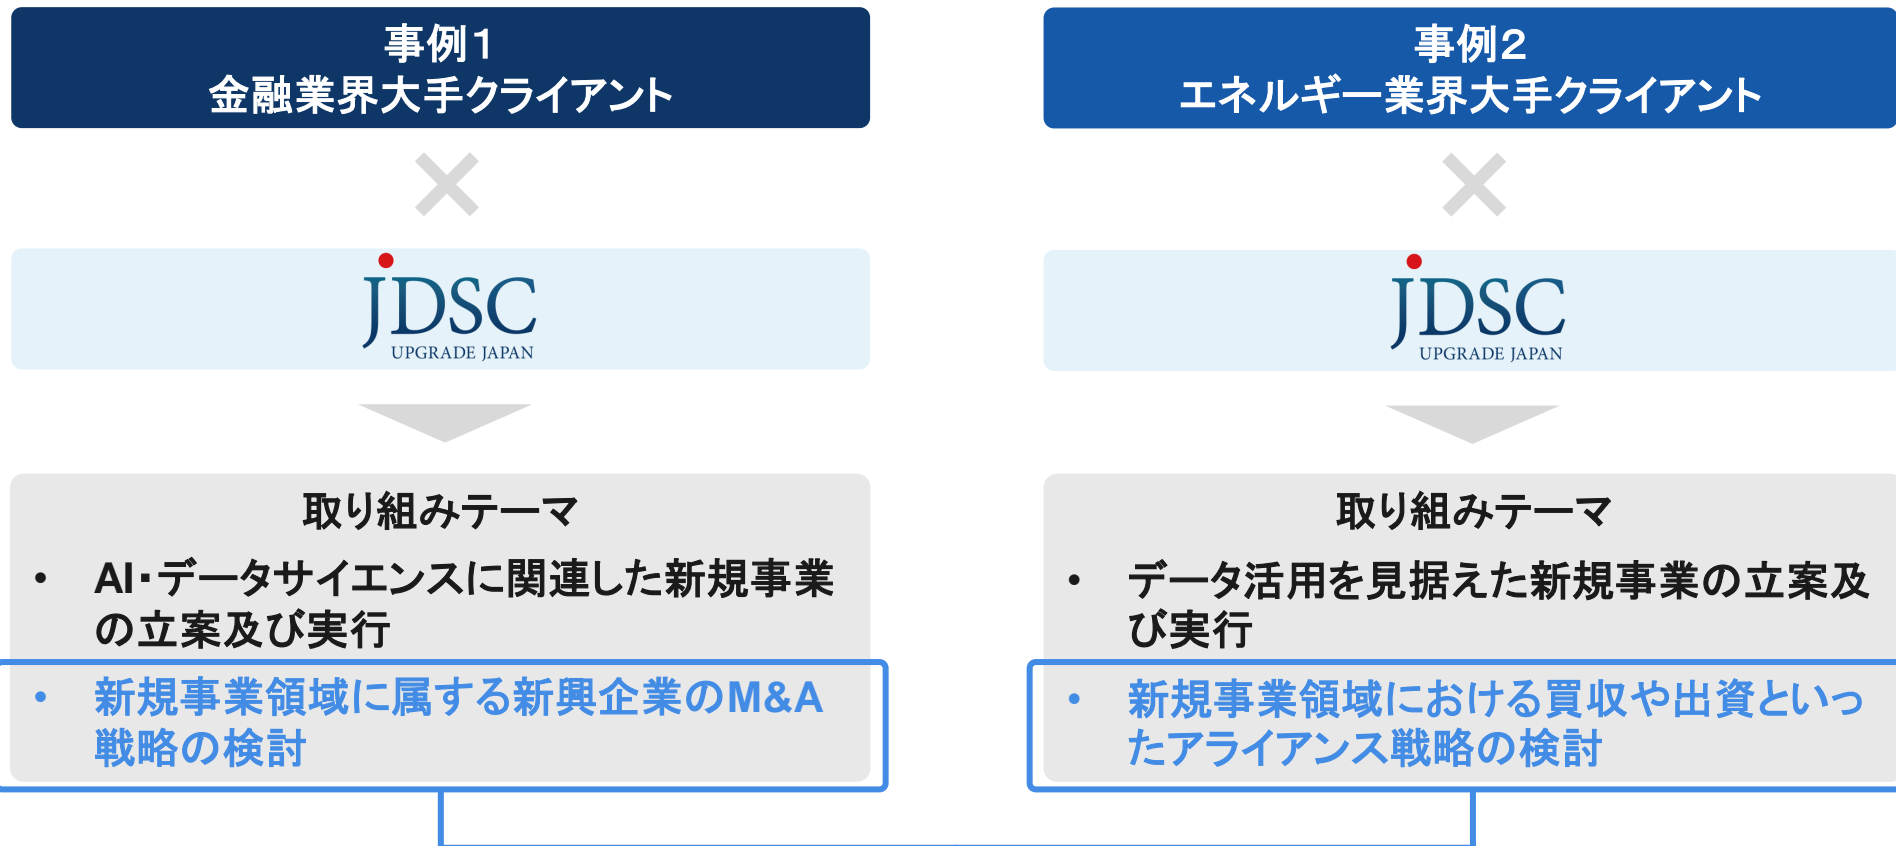 事例1
金融業界大手クライアント
JDSC
UPGRADE JAPAN
取り組みテーマ
• AI・データサイエンスに関連した新規事業
の立案及び実行
• 新規事業領域に属する新興企業のM&A
戦略の検討
事例2
エネルギー業界大手クライアント
JDSC
UPGRADE JAPAN
取り組みテーマ
• データ活用を見据えた新規事業の立案及
び実行
• 新規事業領域における買収や出資といっ
たアライアンス戦略の検討